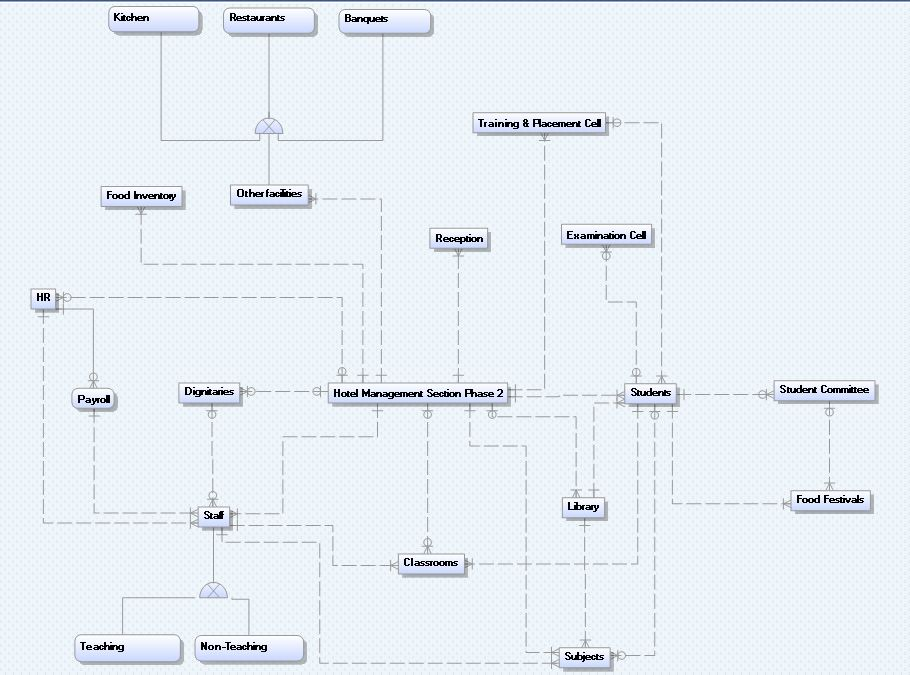 Kitchen
Restaurants
Banquets
Training & Placement Cell
Food Inventory
Otherfacilities
Reception
Examination Cell
HR
Dignitaries
Hotel Management Section Phase 2
Students
Student Committee
Payroll
Food Festivals
Library
Staff
Classrooms
Teaching
Non-Teaching
Subjects